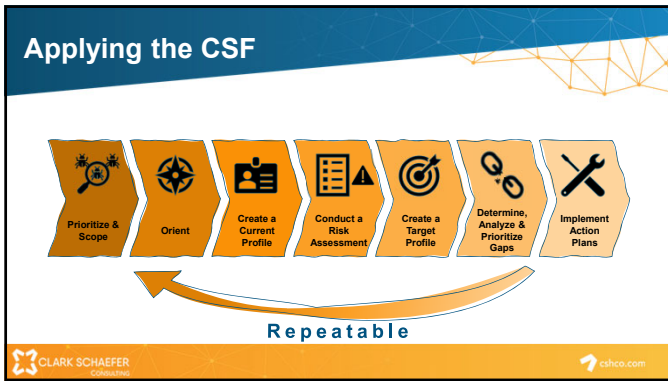 Applying the CSF
Prioritize &
Scope
Orient
Create a
Current
Profile
Conduct a
Risk
Assessment
Create a
Target
Profile
Determine,
Analyze &
Prioritize
Gaps
Implement
Action
Plans
Repeatable
CLARK SCHAEFER
CONSULTING
cshco.com